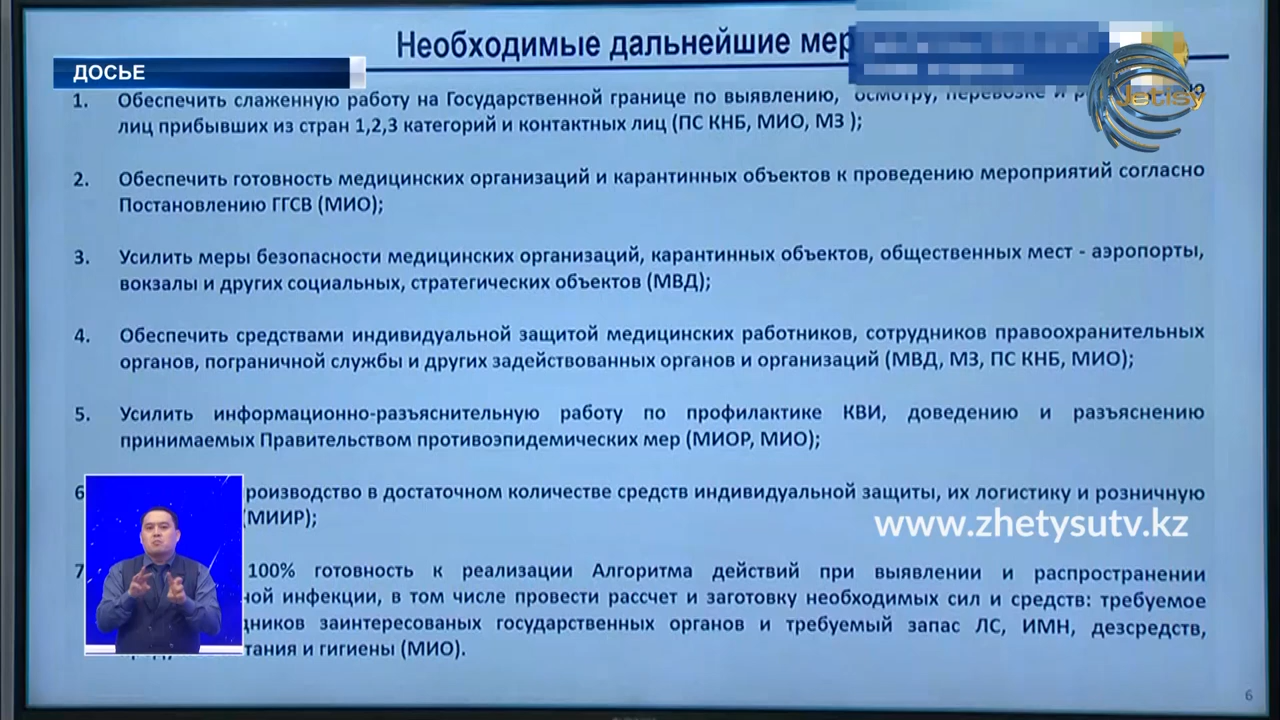 Необходимые дальнейшие мер
ДОСЬЕ
Jetisy
1. Обеспечить слаженную работу на Государственной границе по выявлению, осмотру, перевозке и
лиц прибывших из стран 1,2,3 категорий и контактных лиц (ПС КНБ, МИО, МЗ );
2. Обеспечить готовность медицинских организаций и карантинных объектов к проведению мероприятий согласно
Постановлению ГГСВ (МИО);
3. Усилить меры безопасности медицинских организаций, карантинных объектов, общественных мест - аэропорты,
вокзалы и других социальных, стратегических объектов (МВД);
4. Обеспечить средствами индивидуальной защитой медицинских работников, сотрудников правоохранительных
органов, пограничной службы и других задействованных органов и организаций (МВД, МЗ, ПС КНБ, МИО);
5. Усилить информационно-разъяснительную работу по профилактике КВИ, доведению и разъяснению
принимаемых Правительством противоэпидемических мер (МИОР, МИО);
6 роизводство в достаточном количестве средств индивидуальной защиты, их логистику и розничную
(МИИР);
www.zhetysutv.kz
7 100% готовность к реализации Алгоритма действий при выявлении и распространении
ной инфекции, в том числе провести рассчет и заготовку необходимых сил и средств: требуемое
дников заинтересованых государственных органов и требуемый запас ЛС, ИМН, дезсредств,
тания и гигиены (МИО).
6